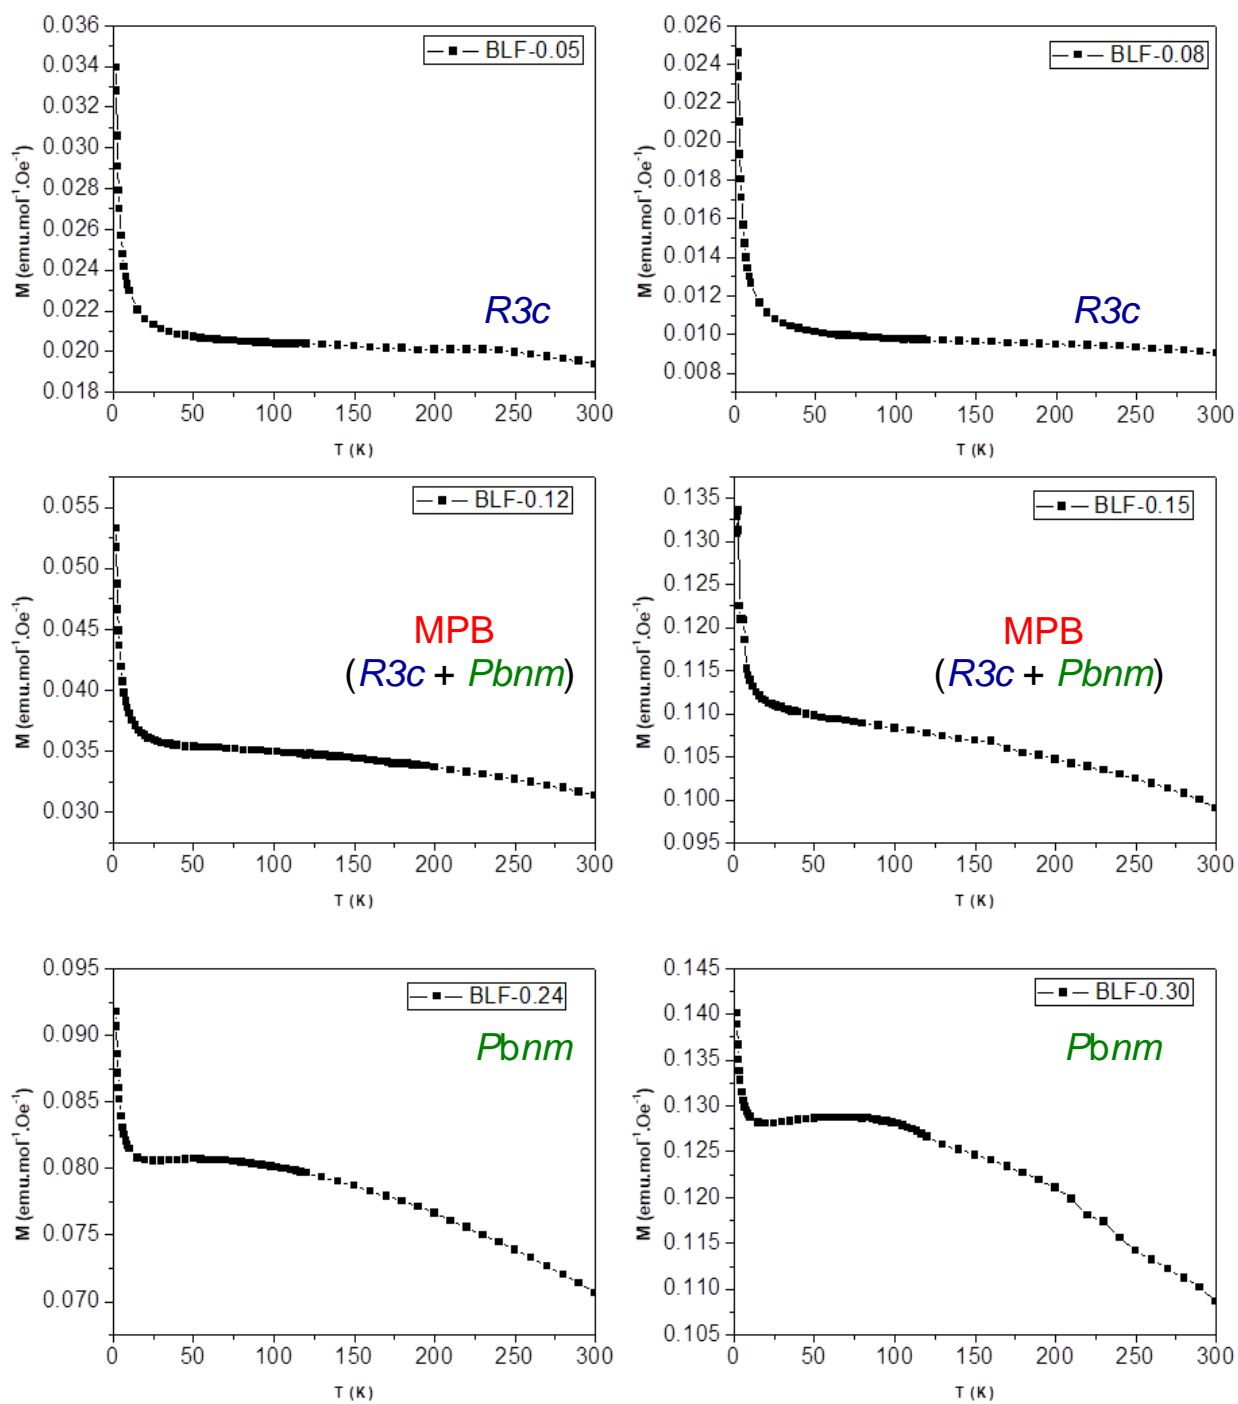 BLF-0.05
0.036
0.034
0.032
0.030
0.028
0.026
0.024
0.022
0.020
0.018
M (emu.mol⁻¹.Oe⁻¹)
R3c
0 50 100 150 200 250 300
T (K)
BLF-0.08
0.026
0.024
0.022
0.020
0.018
0.016
0.014
0.012
0.010
0.008
M (emu.mol⁻¹.Oe⁻¹)
R3c
0 50 100 150 200 250 300
T (K)
BLF-0.12
0.055
0.050
0.045
0.040
0.035
0.030
M (emu.mol⁻¹.Oe⁻¹)
MPB
(R3c + Pbnm)
0 50 100 150 200 250 300
T (K)
BLF-0.15
0.135
0.130
0.125
0.120
0.115
0.110
0.105
0.100
0.095
M (emu.mol⁻¹.Oe⁻¹)
MPB
(R3c + Pbnm)
0 50 100 150 200 250 300
T (K)
BLF-0.24
0.095
0.090
0.085
0.080
0.075
0.070
M (emu.mol⁻¹.Oe⁻¹)
Pbnm
0 50 100 150 200 250 300
T (K)
BLF-0.30
0.145
0.140
0.135
0.130
0.125
0.120
0.115
0.110
0.105
M (emu.mol⁻¹.Oe⁻¹)
Pbnm
0 50 100 150 200 250 300
T (K)